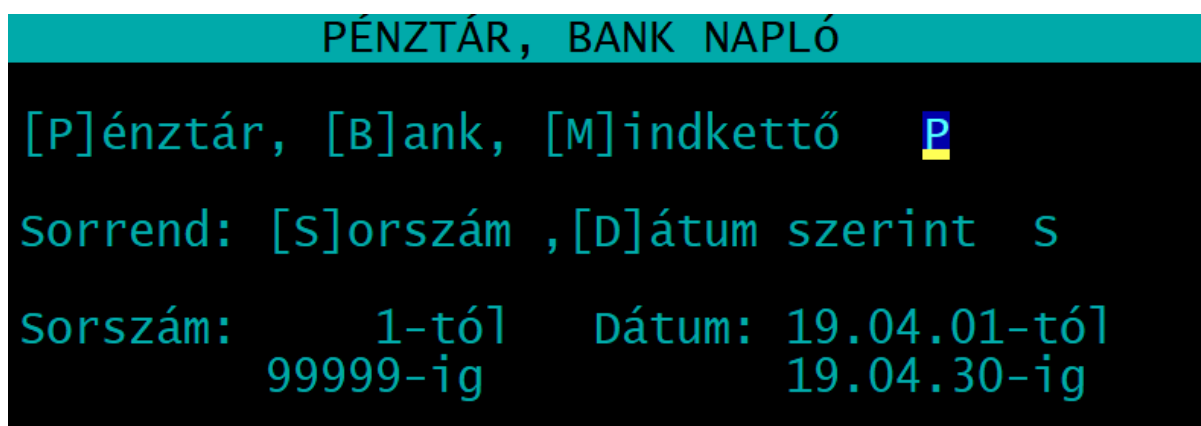 PÉNZTÁR, BANK NAPLó
[P]énztár, [B]ank, [M]indkettő P
Sorrend: [S]orszám ,[D]átum szerint S
Sorszám: 1-tól Dátum: 19.04.01-tól
99999-ig 19.04.30-ig